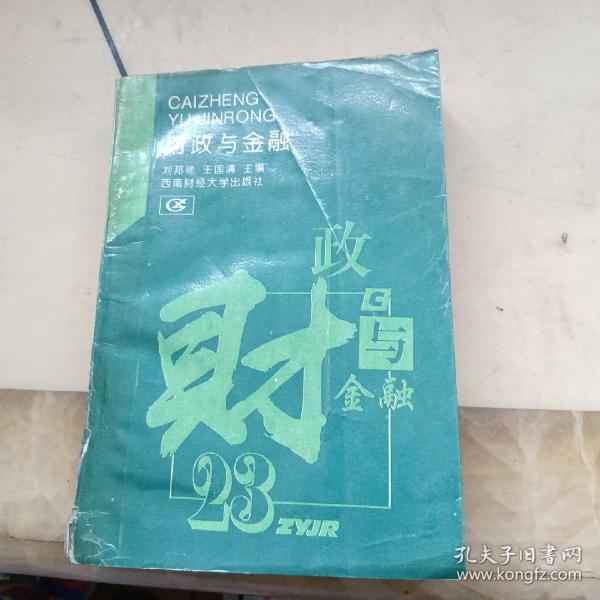 CAIZHENG
YUJINRONG
财政与金融
刘邦驰 王国清 主编
西南财经大学出版社
政
财
C
与
金融
23
ZYJR
孔夫子旧书网
www.kongfz.com